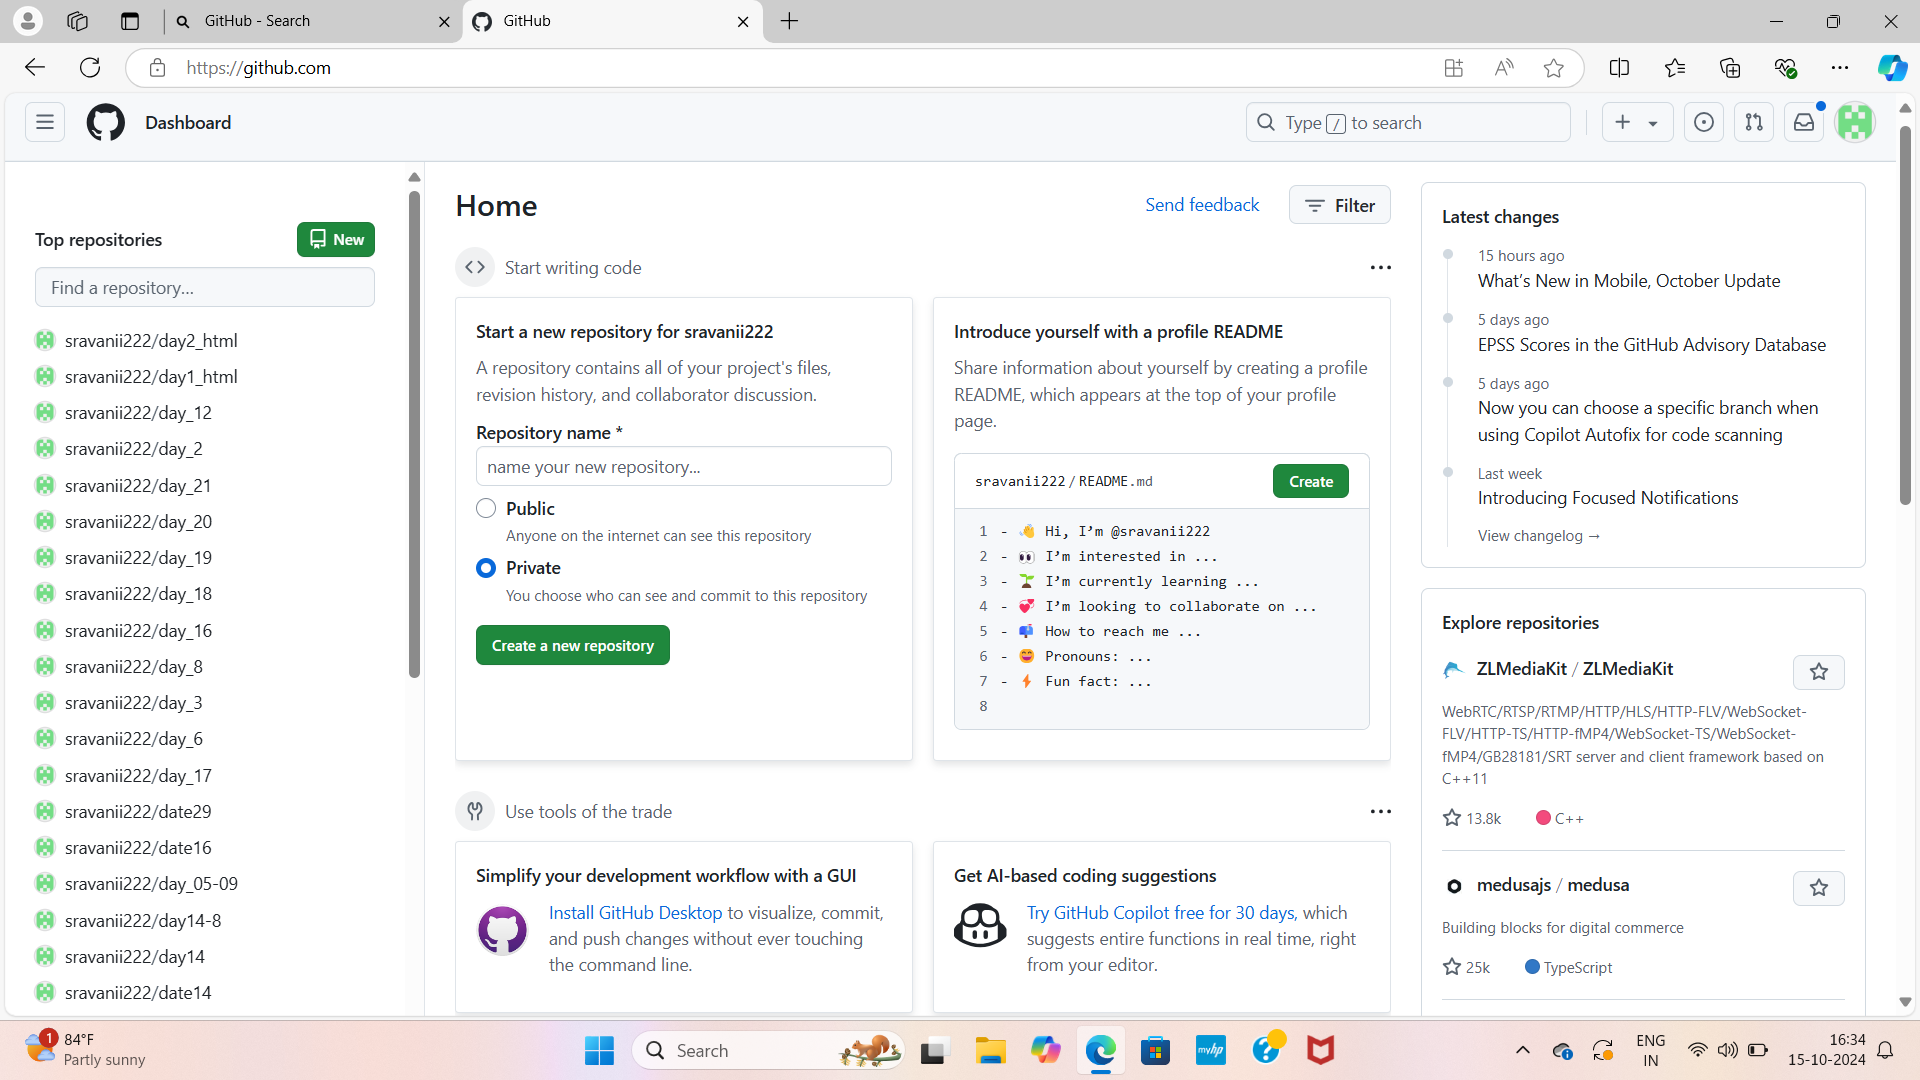 GitHub - Search
GitHub
https://github.com
Dashboard
Type / to search
Top repositories
New
Find a repository...
sravanii222/day2_html
sravanii222/day1_html
sravanii222/day_12
sravanii222/day_2
sravanii222/day_21
sravanii222/day_20
sravanii222/day_19
sravanii222/day_18
sravanii222/day_16
sravanii222/day_8
sravanii222/day_3
sravanii222/day_6
sravanii222/day_17
sravanii222/date29
sravanii222/date16
sravanii222/day_05-09
sravanii222/day14-8
sravanii222/day14
sravanii222/date14
Home
Send feedback
Filter
Start writing code
Start a new repository for sravanii222
A repository contains all of your project's files,
revision history, and collaborator discussion.
Repository name *
name your new repository...
Public
Anyone on the internet can see this repository
Private
You choose who can see and commit to this repository
Create a new repository
Introduce yourself with a profile README
Share information about yourself by creating a profile
README, which appears at the top of your profile
page.
sravanii222 / README.md
Create
1 - 👋 Hi, I’m @sravanii222
2 - 👀 I’m interested in ...
3 - 🌱 I’m currently learning ...
4 - 💞️ I’m looking to collaborate on ...
5 - 📫 How to reach me ...
6 - 😄 Pronouns: ...
7 - ⚡ Fun fact: ...
8
Use tools of the trade
Simplify your development workflow with a GUI
Install GitHub Desktop to visualize, commit,
and push changes without ever touching
the command line.
Get AI-based coding suggestions
Try GitHub Copilot free for 30 days, which
suggests entire functions in real time, right
from your editor.
Latest changes
15 hours ago
What’s New in Mobile, October Update
5 days ago
EPSS Scores in the GitHub Advisory Database
5 days ago
Now you can choose a specific branch when
using Copilot Autofix for code scanning
Last week
Introducing Focused Notifications
View changelog →
Explore repositories
ZLMediaKit / ZLMediaKit
WebRTC/RTSP/RTMP/HTTP/HLS/HTTP-FLV/WebSocket-
FLV/HTTP-TS/HTTP-fMP4/WebSocket-TS/WebSocket-
fMP4/GB28181/SRT server and client framework based on
C++11
13.8k
C++
medusajs / medusa
Building blocks for digital commerce
25k
TypeScript
1
84°F
Partly sunny
Search
myhp
ENG
IN
16:34
15-10-2024